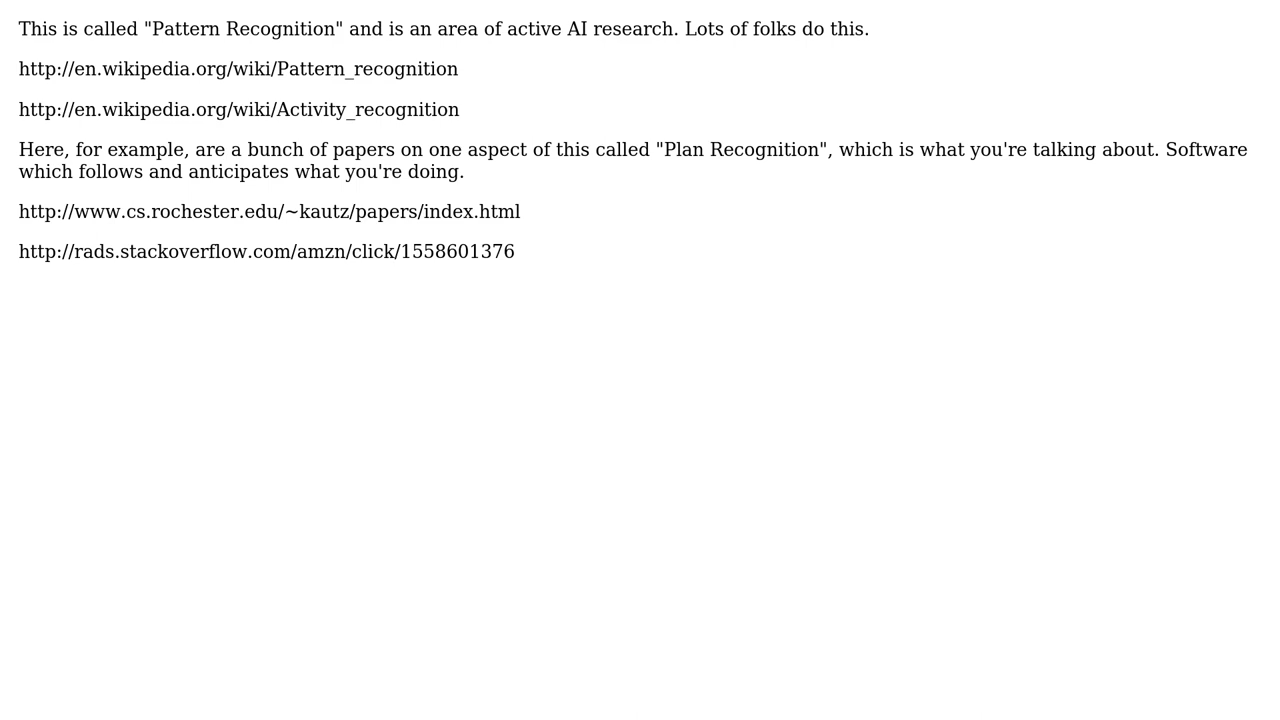 This is called "Pattern Recognition" and is an area of active AI research. Lots of folks do this.
http://en.wikipedia.org/wiki/Pattern_recognition
http://en.wikipedia.org/wiki/Activity_recognition
Here, for example, are a bunch of papers on one aspect of this called "Plan Recognition", which is what you're talking about. Software
which follows and anticipates what you're doing.
http://www.cs.rochester.edu/~kautz/papers/index.html
http://rads.stackoverflow.com/amzn/click/1558601376